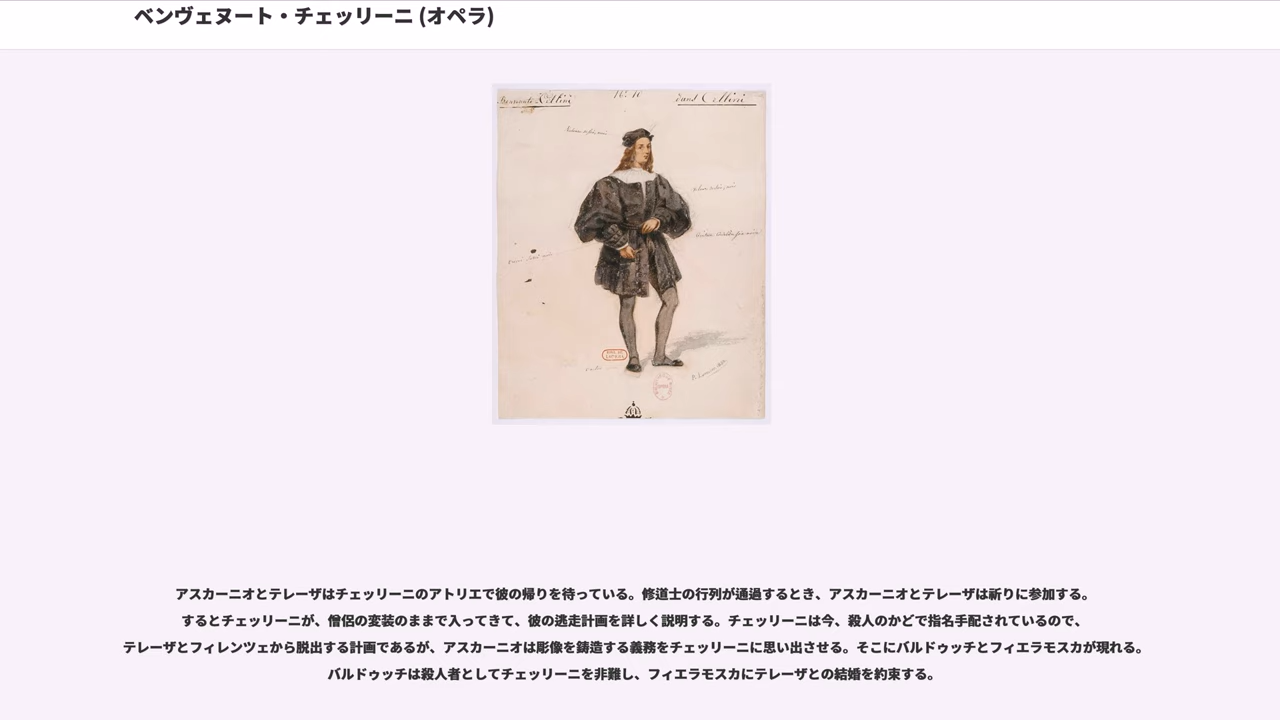 ベンヴェヌート・チェッリーニ (オペラ)
dans Cellini
アスカーニオとテレーザはチェッリーニのアトリエで彼の帰りを待っている。修道士の行列が通過するとき、アスカーニオとテレーザは祈りに参加する。
するとチェッリーニが、僧侶の変装のままで入ってきて、彼の逃走計画を詳しく説明する。チェッリーニは今、殺人のかどで指名手配されているので、
テレーザとフィレンツェから脱出する計画であるが、アスカーニオは彫像を鋳造する義務をチェッリーニに思い出させる。そこにバルドゥッチとフィエラモスカが現れる。
バルドゥッチは殺人者としてチェッリーニを非難し、フィエラモスカにテレーザとの結婚を約束する。